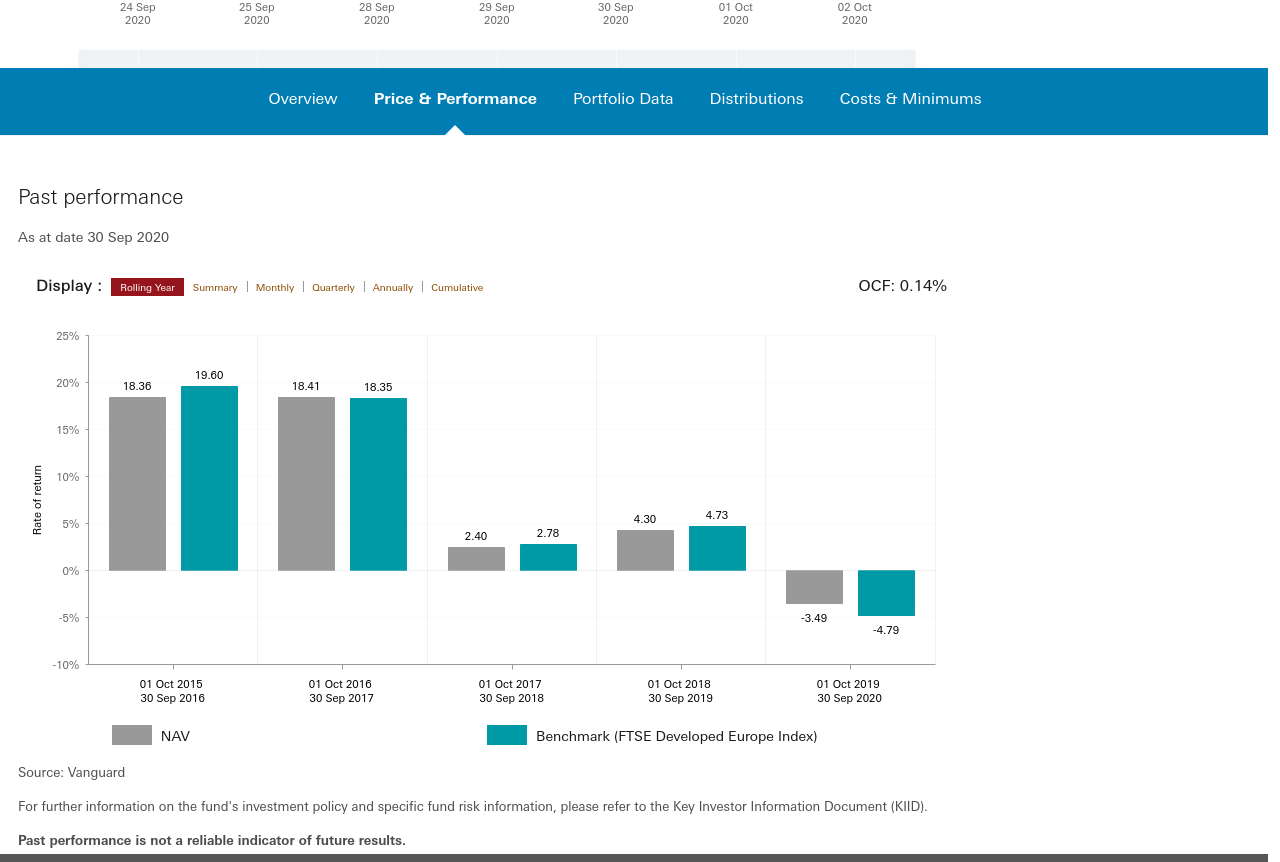 24 Sep 25 Sep 28 Sep 29 Sep 30 Sep 01 Oct 02 Oct
2020 2020 2020 2020 2020 2020 2020
Overview Price & Performance Portfolio Data Distributions Costs & Minimums
Past performance
As at date 30 Sep 2020
Display : Rolling Year Summary Monthly Quarterly Annually Cumulative OCF: 0.14%
25%
20%
15%
10%
5%
0%
-5%
-10%
Rate of return
18.36 19.60 18.41 18.35 2.40 2.78 4.30 4.73 -3.49 -4.79
01 Oct 2015 01 Oct 2016 01 Oct 2017 01 Oct 2018 01 Oct 2019
30 Sep 2016 30 Sep 2017 30 Sep 2018 30 Sep 2019 30 Sep 2020
NAV Benchmark (FTSE Developed Europe Index)
Source: Vanguard
For further information on the fund's investment policy and specific fund risk information, please refer to the Key Investor Information Document (KIID).
Past performance is not a reliable indicator of future results.